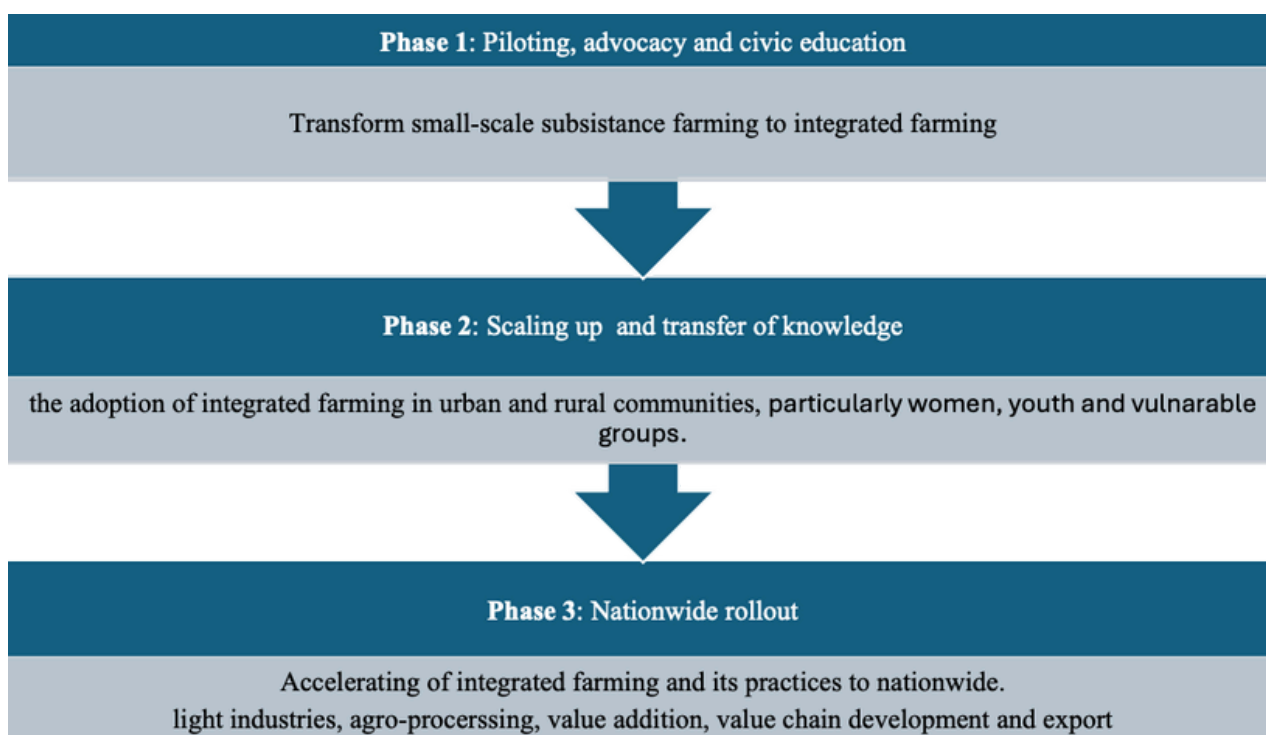 Phase 1: Piloting, advocacy and civic education
Transform small-scale subsistance farming to integrated farming
Phase 2: Scaling up and transfer of knowledge
the adoption of integrated farming in urban and rural communities, particularly women, youth and vulnarable
groups.
Phase 3: Nationwide rollout
Accelerating of integrated farming and its practices to nationwide.
light industries, agro-procerssing, value addition, value chain development and export